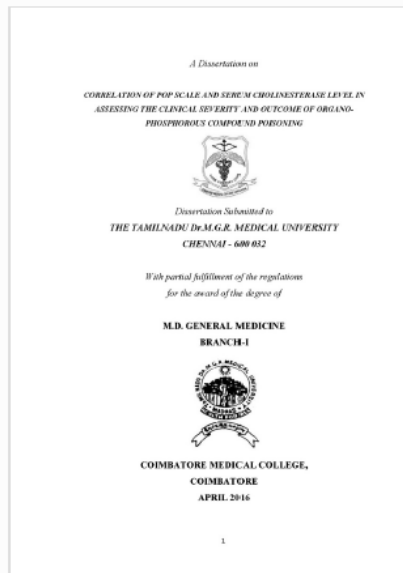 A Dissertation on
CORRELATION OF POP SCALE AND SERUM CHOLINESTERASE LEVEL IN
ASSESSING THE CLINICAL SEVERITY AND OUTCOME OF ORGANO-
PHOSPHOROUS COMPOUND POISONING
Dissertation Submitted to
THE TAMILNADU Dr.M.G.R. MEDICAL UNIVERSITY
CHENNAI - 600 032
With partial fulfillment of the regulations
for the award of the degree of
M.D. GENERAL MEDICINE
BRANCH-I
COIMBATORE MEDICAL COLLEGE,
COIMBATORE
APRIL 2016
1